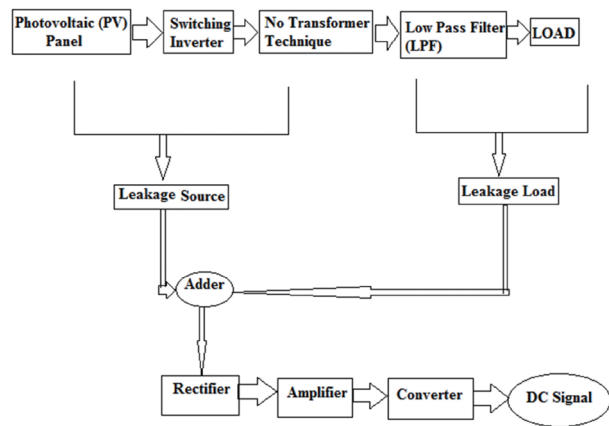 Photovoltaic (PV)
Panel
Switching
Inverter
No Transformer
Technique
Low Pass Filter
(LPF)
LOAD
Leakage Source
Leakage Load
Adder
Rectifier
Amplifier
Converter
DC Signal